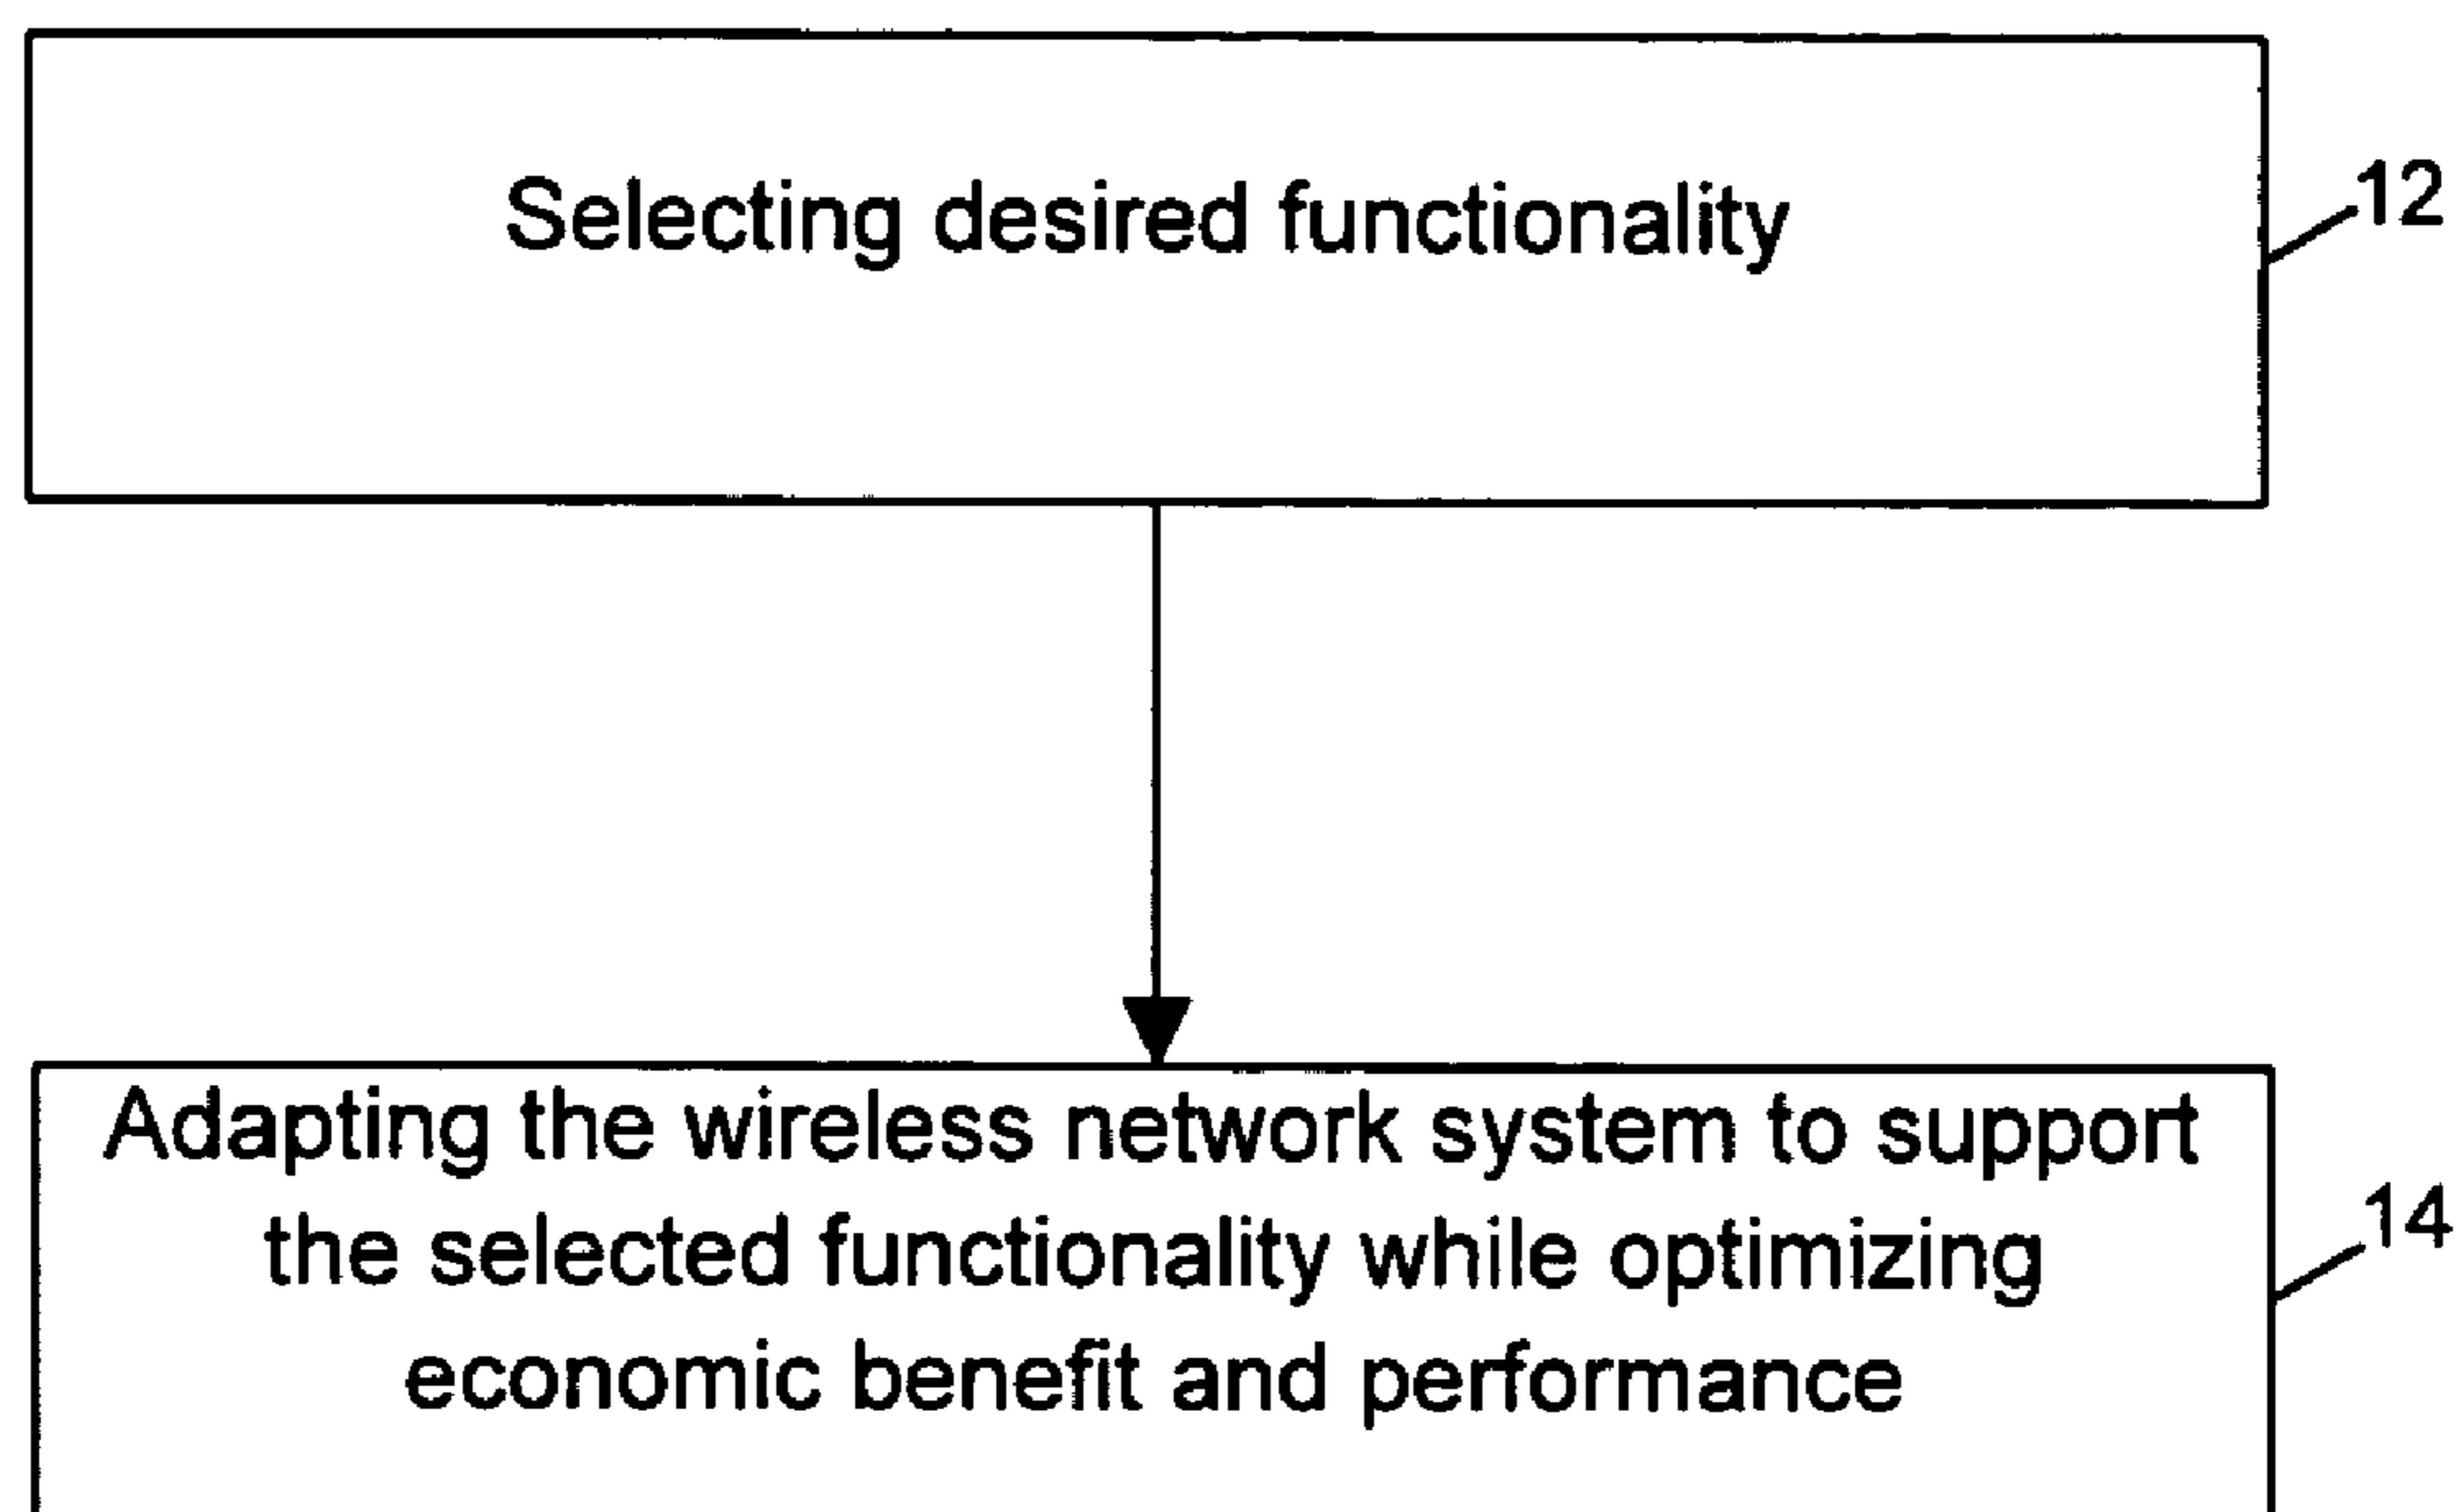 Selecting desired functionality
12
Adapting the wireless network system to support
the selected functionality while optimizing
economic benefit and performance
14